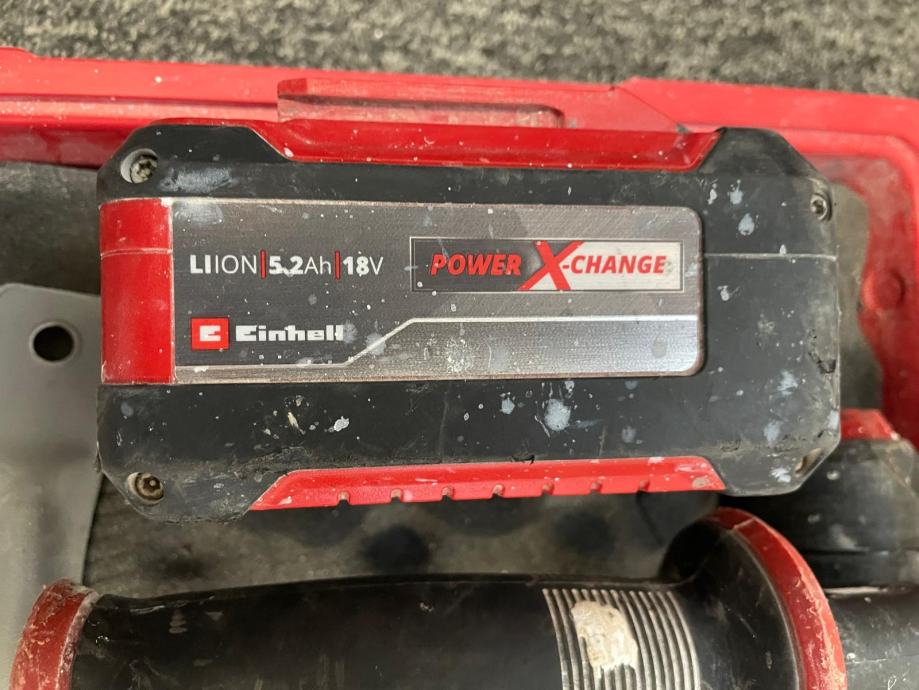 LIION|5.2Ah|18V
POWER X-CHANGE
Einhell